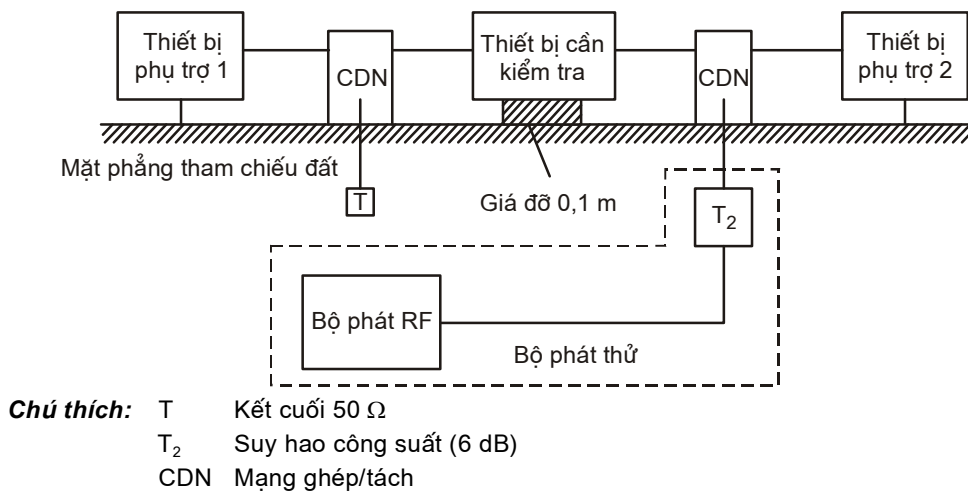 Thiết bị
phụ trợ 1
CDN
Thiết bị cần
kiểm tra
CDN
Thiết bị
phụ trợ 2
Mặt phẳng tham chiếu đất
T
Giá đỡ 0,1 m
T₂
Bộ phát RF
Bộ phát thử
Chú thích: T Kết cuối 50 Ω
T₂ Suy hao công suất (6 dB)
CDN Mạng ghép/tách